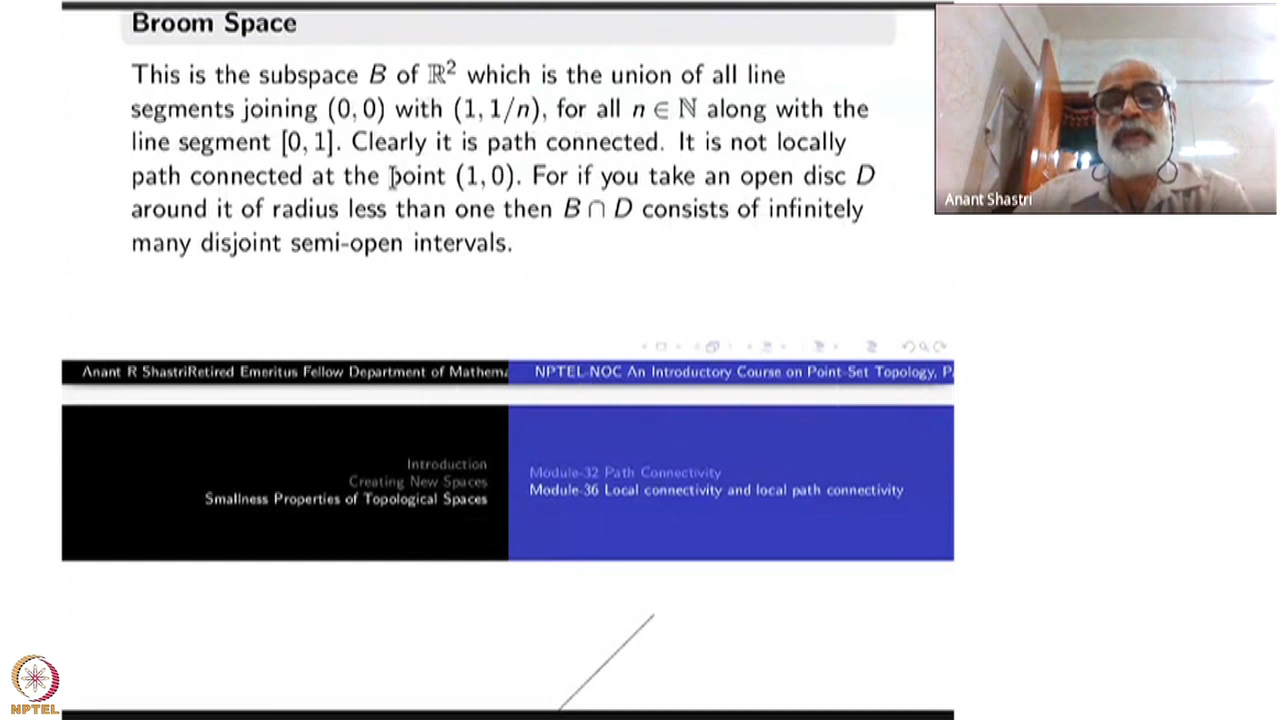 Broom Space
This is the subspace B of ℝ² which is the union of all line
segments joining (0, 0) with (1, 1/n), for all n ∈ ℕ along with the
line segment [0, 1]. Clearly it is path connected. It is not locally
path connected at the point (1, 0). For if you take an open disc D
around it of radius less than one then B ∩ D consists of infinitely
many disjoint semi-open intervals.
Anant Shastri
Anant R ShastriRetired Emeritus Fellow Department of Mathema
NPTEL-NOC An Introductory Course on Point-Set Topology, P
Introduction
Creating New Spaces
Smallness Properties of Topological Spaces
Module-32 Path Connectivity
Module-36 Local connectivity and local path connectivity
NPTEL